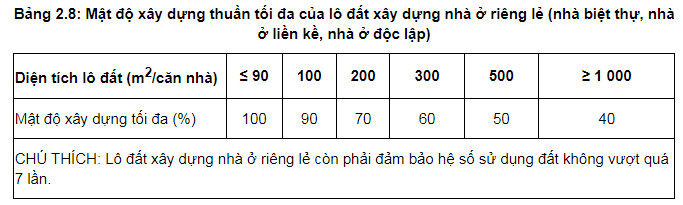 Bảng 2.8: Mật độ xây dựng thuần tối đa của lô đất xây dựng nhà ở riêng lẻ (nhà biệt thự, nhà
ở liền kề, nhà ở độc lập)
Diện tích lô đất (m²/căn nhà) ≤ 90 100 200 300 500 ≥ 1 000
Mật độ xây dựng tối đa (%) 100 90 70 60 50 40
CHÚ THÍCH: Lô đất xây dựng nhà ở riêng lẻ còn phải đảm bảo hệ số sử dụng đất không vượt quá
7 lần.